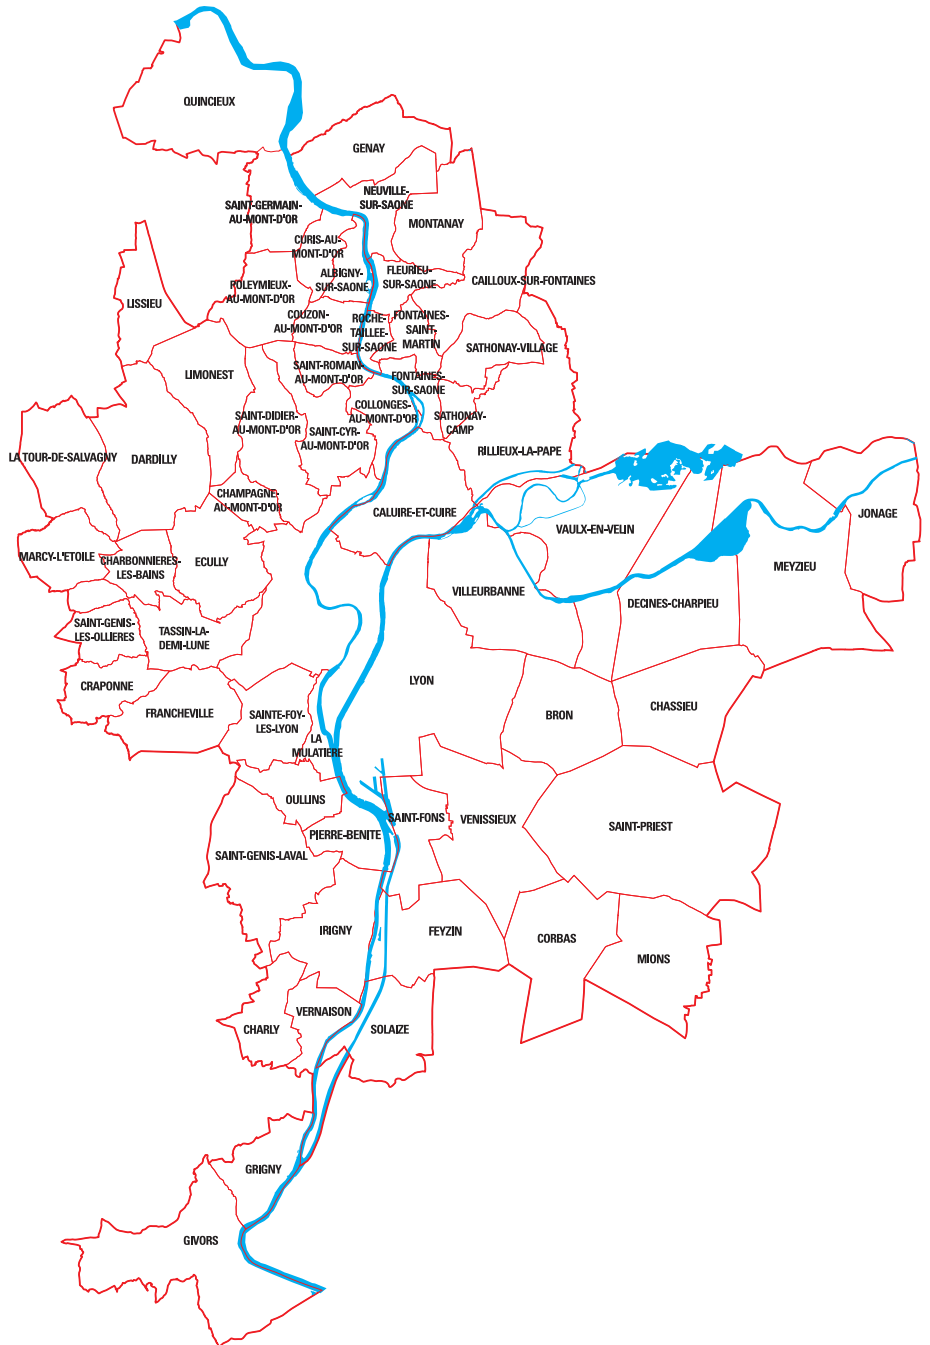 QUINCIEUX
GENAY
NEUVILLE-
SUR-SAONE
SAINT-GERMAIN-
AU-MONT-D'OR
MONTANAY
CURIS-AU-
MONT-D'OR
ALBIGNY-
SUR-SAONE
FLEURIEU-
SUR-SAONE
CAILLOUX-SUR-FONTAINES
POLEYMIEUX-
AU-MONT-D'OR
LISSIEU
COUZON-
AU-MONT-D'OR
ROCHE-
TAILLEE-
SUR-SAONE
FONTAINES-
SAINT-
MARTIN
SATHONAY-VILLAGE
LIMONEST
SAINT-ROMAIN-
AU-MONT-D'OR
FONTAINES-
SUR-SAONE
COLLONGES-
AU-MONT-D'OR
SAINT-DIDIER-
AU-MONT-D'OR
SAINT-CYR-
AU-MONT-D'OR
SATHONAY-
CAMP
RILLIEUX-LA-PAPE
LA TOUR-DE-SALVAGNY
DARDILLY
CHAMPAGNE-
AU-MONT-D'OR
CALUIRE-ET-CUIRE
VAULX-EN-VELIN
JONAGE
MARCY-L'ETOILE
CHARBONNIERES-
LES-BAINS
ECULLY
MEYZIEU
VILLEURBANNE
DECINES-CHARPIEU
SAINT-GENIS-
LES-OLLIERES
TASSIN-LA-
DEMI-LUNE
CRAPONNE
LYON
FRANCHEVILLE
SAINTE-FOY-
LES-LYON
BRON
CHASSIEU
LA
MULATIERE
OULLINS
SAINT-FONS
VENISSIEUX
SAINT-PRIEST
PIERRE-BENITE
SAINT-GENIS-LAVAL
IRIGNY
FEYZIN
CORBAS
MIONS
VERNAISON
CHARLY
SOLAIZE
GRIGNY
GIVORS